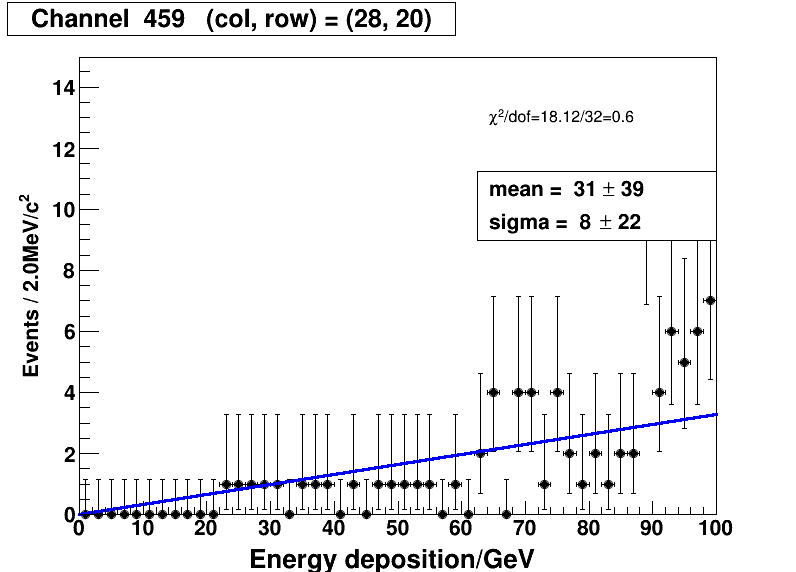 Channel 459 (col, row) = (28, 20)
χ²/dof=18.12/32=0.6
mean = 31 ± 39
sigma = 8 ± 22
Events / 2.0MeV/c²
14
12
10
8
6
4
2
0
0 10 20 30 40 50 60 70 80 90 100
Energy deposition/GeV